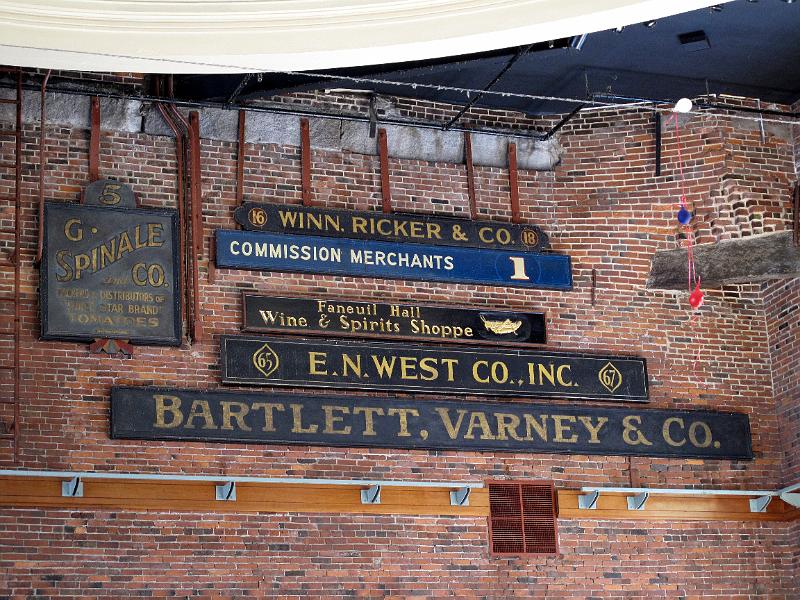 5
G.
SPINALE
AND CO.
PACKERS & DISTRIBUTORS OF
STAR BRAND
TOMATOES
16 WINN. RICKER & CO. 18
COMMISSION MERCHANTS 1
Faneuil Hall
Wine & Spirits Shoppe
65 E.N. WEST CO., INC. 67
BARTLETT, VARNEY & CO.